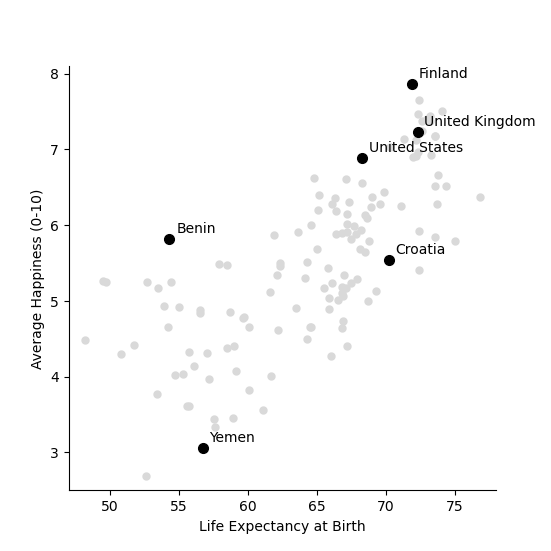 8
7
6
5
4
3
Average Happiness (0-10)
Finland
United Kingdom
United States
Benin
Croatia
Yemen
50 55 60 65 70 75
Life Expectancy at Birth